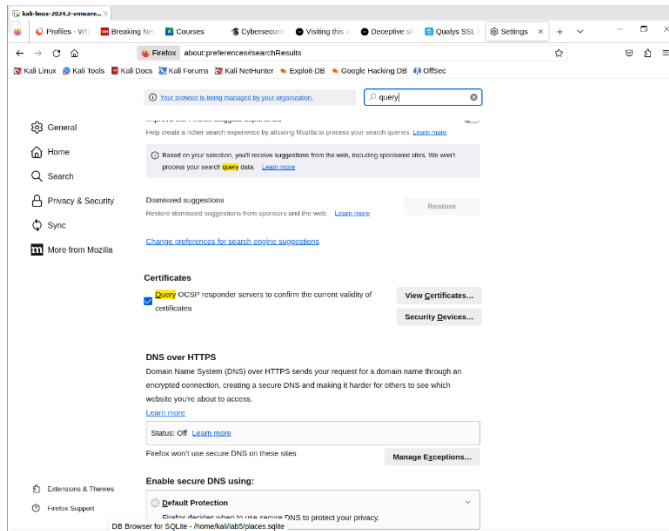 kali-linux-2024.2-vmware...
Profiles - Wh
Breaking Ne
Courses
Cybersecuri
Visiting this
Deceptive si
Qualys SSL
Settings
Firefox about:preferences#searchResults
Kali Linux Kali Tools Kali Docs Kali Forums Kali NetHunter Exploit-DB Google Hacking DB OffSec
Your browser is being managed by your organization.
query
General
Home
Search
Privacy & Security
Sync
More from Mozilla
Extensions & Themes
Firefox Support
Help create a richer search experience by allowing Mozilla to process your search queries. Learn more
Based on your selection, you'll receive suggestions from the web, including sponsored sites. We won't
process your search query data. Learn more
Dismissed suggestions
Restore dismissed suggestions from sponsors and the web. Learn more
Restore
Change preferences for search engine suggestions
Certificates
Query OCSP responder servers to confirm the current validity of
certificates
View Certificates...
Security Devices...
DNS over HTTPS
Domain Name System (DNS) over HTTPS sends your request for a domain name through an
encrypted connection, creating a secure DNS and making it harder for others to see which
website you're about to access.
Learn more
Status: Off Learn more
Firefox won't use secure DNS on these sites
Manage Exceptions...
Enable secure DNS using:
Default Protection
Firefox decides when to use secure DNS to protect your privacy.
DB Browser for SQLite - /home/kali/lab5/places.sqlite